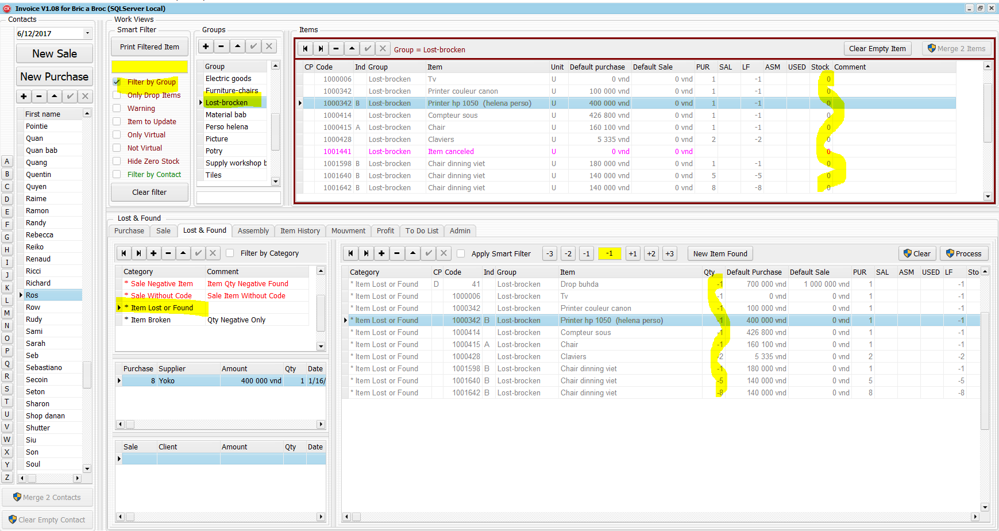 Invoice V1.08 for Bric a Broc (SQLServer Local)
Contacts
6/12/2017
New Sale
New Purchase
First name
Pointie
Quan
Quan bab
Quang
Quentin
Quyen
Raime
Ramon
Randy
Rebecca
Reiko
Renaud
Ricci
Richard
Ros
Row
Rudy
Sami
Sarah
Seb
Sebastiano
Secoin
Seton
Sharon
Shop danan
Shutter
Siu
Son
Soul
A
B
C
D
E
F
G
H
I
J
K
L
M
N
O
P
Q
R
S
T
U
V
W
X
Y
Z
Merge 2 Contacts
Clear Empty Contact
Work Views
Smart Filter
Print Filtered Item
Filter by Group
Only Drop Items
Warning
Item to Update
Only Virtual
Not Virtual
Hide Zero Stock
Filter by Contact
Clear filter
Groups
Group
Electric goods
Furniture-chairs
Lost-brocken
Material bab
Perso helena
Picture
Potry
Supply workshop b
Tiles
Items
Group = Lost-brocken
Clear Empty Item
Merge 2 Items
CP Code Ind Group Item Unit Default purchase Default Sale PUR SAL LF ASM USED Stock Comment
1000006 Lost-brocken Tv U 0 vnd 0 vnd 1 -1 0
1000342 Lost-brocken Printer couleur canon U 100 000 vnd 0 vnd 1 -1 0
1000342 B Lost-brocken Printer hp 1050 (helena perso) U 400 000 vnd 0 vnd 1 -1 0
1000414 Lost-brocken Compteur sous U 426 800 vnd 0 vnd 1 -1 0
1000415 A Lost-brocken Chair U 160 100 vnd 0 vnd 1 -1 0
1000428 Lost-brocken Claviers U 5 335 vnd 0 vnd 2 -2 0
1001441 Lost-brocken Item canceled U 0 vnd 0 vnd 0
1001598 B Lost-brocken Chair dinning viet U 180 000 vnd 0 vnd 1 -1 0
1001640 B Lost-brocken Chair dinning viet U 140 000 vnd 0 vnd 5 -5 0
1001642 B Lost-brocken Chair dinning viet U 140 000 vnd 0 vnd 8 -8 0
Lost & Found
Purchase Sale Lost & Found Assembly Item History Mouvment Profit To Do List Admin
Filter by Category
Category Comment
* Sale Negative Item Item Qty Negative Found
* Sale Without Code Sale Item Without Code
* Item Lost or Found
* Item Broken Qty Negative Only
Purchase Supplier Amount Qty Date
8 Yoko 400 000 vnd 1 1/16/
Sale Client Amount Qty Date
Apply Smart Filter -3 -2 -1 -1 +1 +2 +3 New Item Found Clear Process
Category CP Code Ind Group Item Qty Default Purchase Default Sale PUR SAL ASM USED LF Sto
* Item Lost or Found D 41 Lost-brocken Drop buhda -1 700 000 vnd 1 000 000 vnd 1 -1
* Item Lost or Found 1000006 Lost-brocken Tv -1 0 vnd 0 vnd 1 -1
* Item Lost or Found 1000342 Lost-brocken Printer couleur canon -1 100 000 vnd 0 vnd 1 -1
* Item Lost or Found 1000342 B Lost-brocken Printer hp 1050 (helena perso) -1 400 000 vnd 0 vnd 1 -1
* Item Lost or Found 1000414 Lost-brocken Compteur sous -1 426 800 vnd 0 vnd 1 -1
* Item Lost or Found 1000415 A Lost-brocken Chair -1 160 100 vnd 0 vnd 1 -1
* Item Lost or Found 1000428 Lost-brocken Claviers -2 5 335 vnd 0 vnd 2 -2
* Item Lost or Found 1001598 B Lost-brocken Chair dinning viet -1 180 000 vnd 0 vnd 1 -1
* Item Lost or Found 1001640 B Lost-brocken Chair dinning viet -5 140 000 vnd 0 vnd 5 -5
* Item Lost or Found 1001642 B Lost-brocken Chair dinning viet -8 140 000 vnd 0 vnd 8 -8